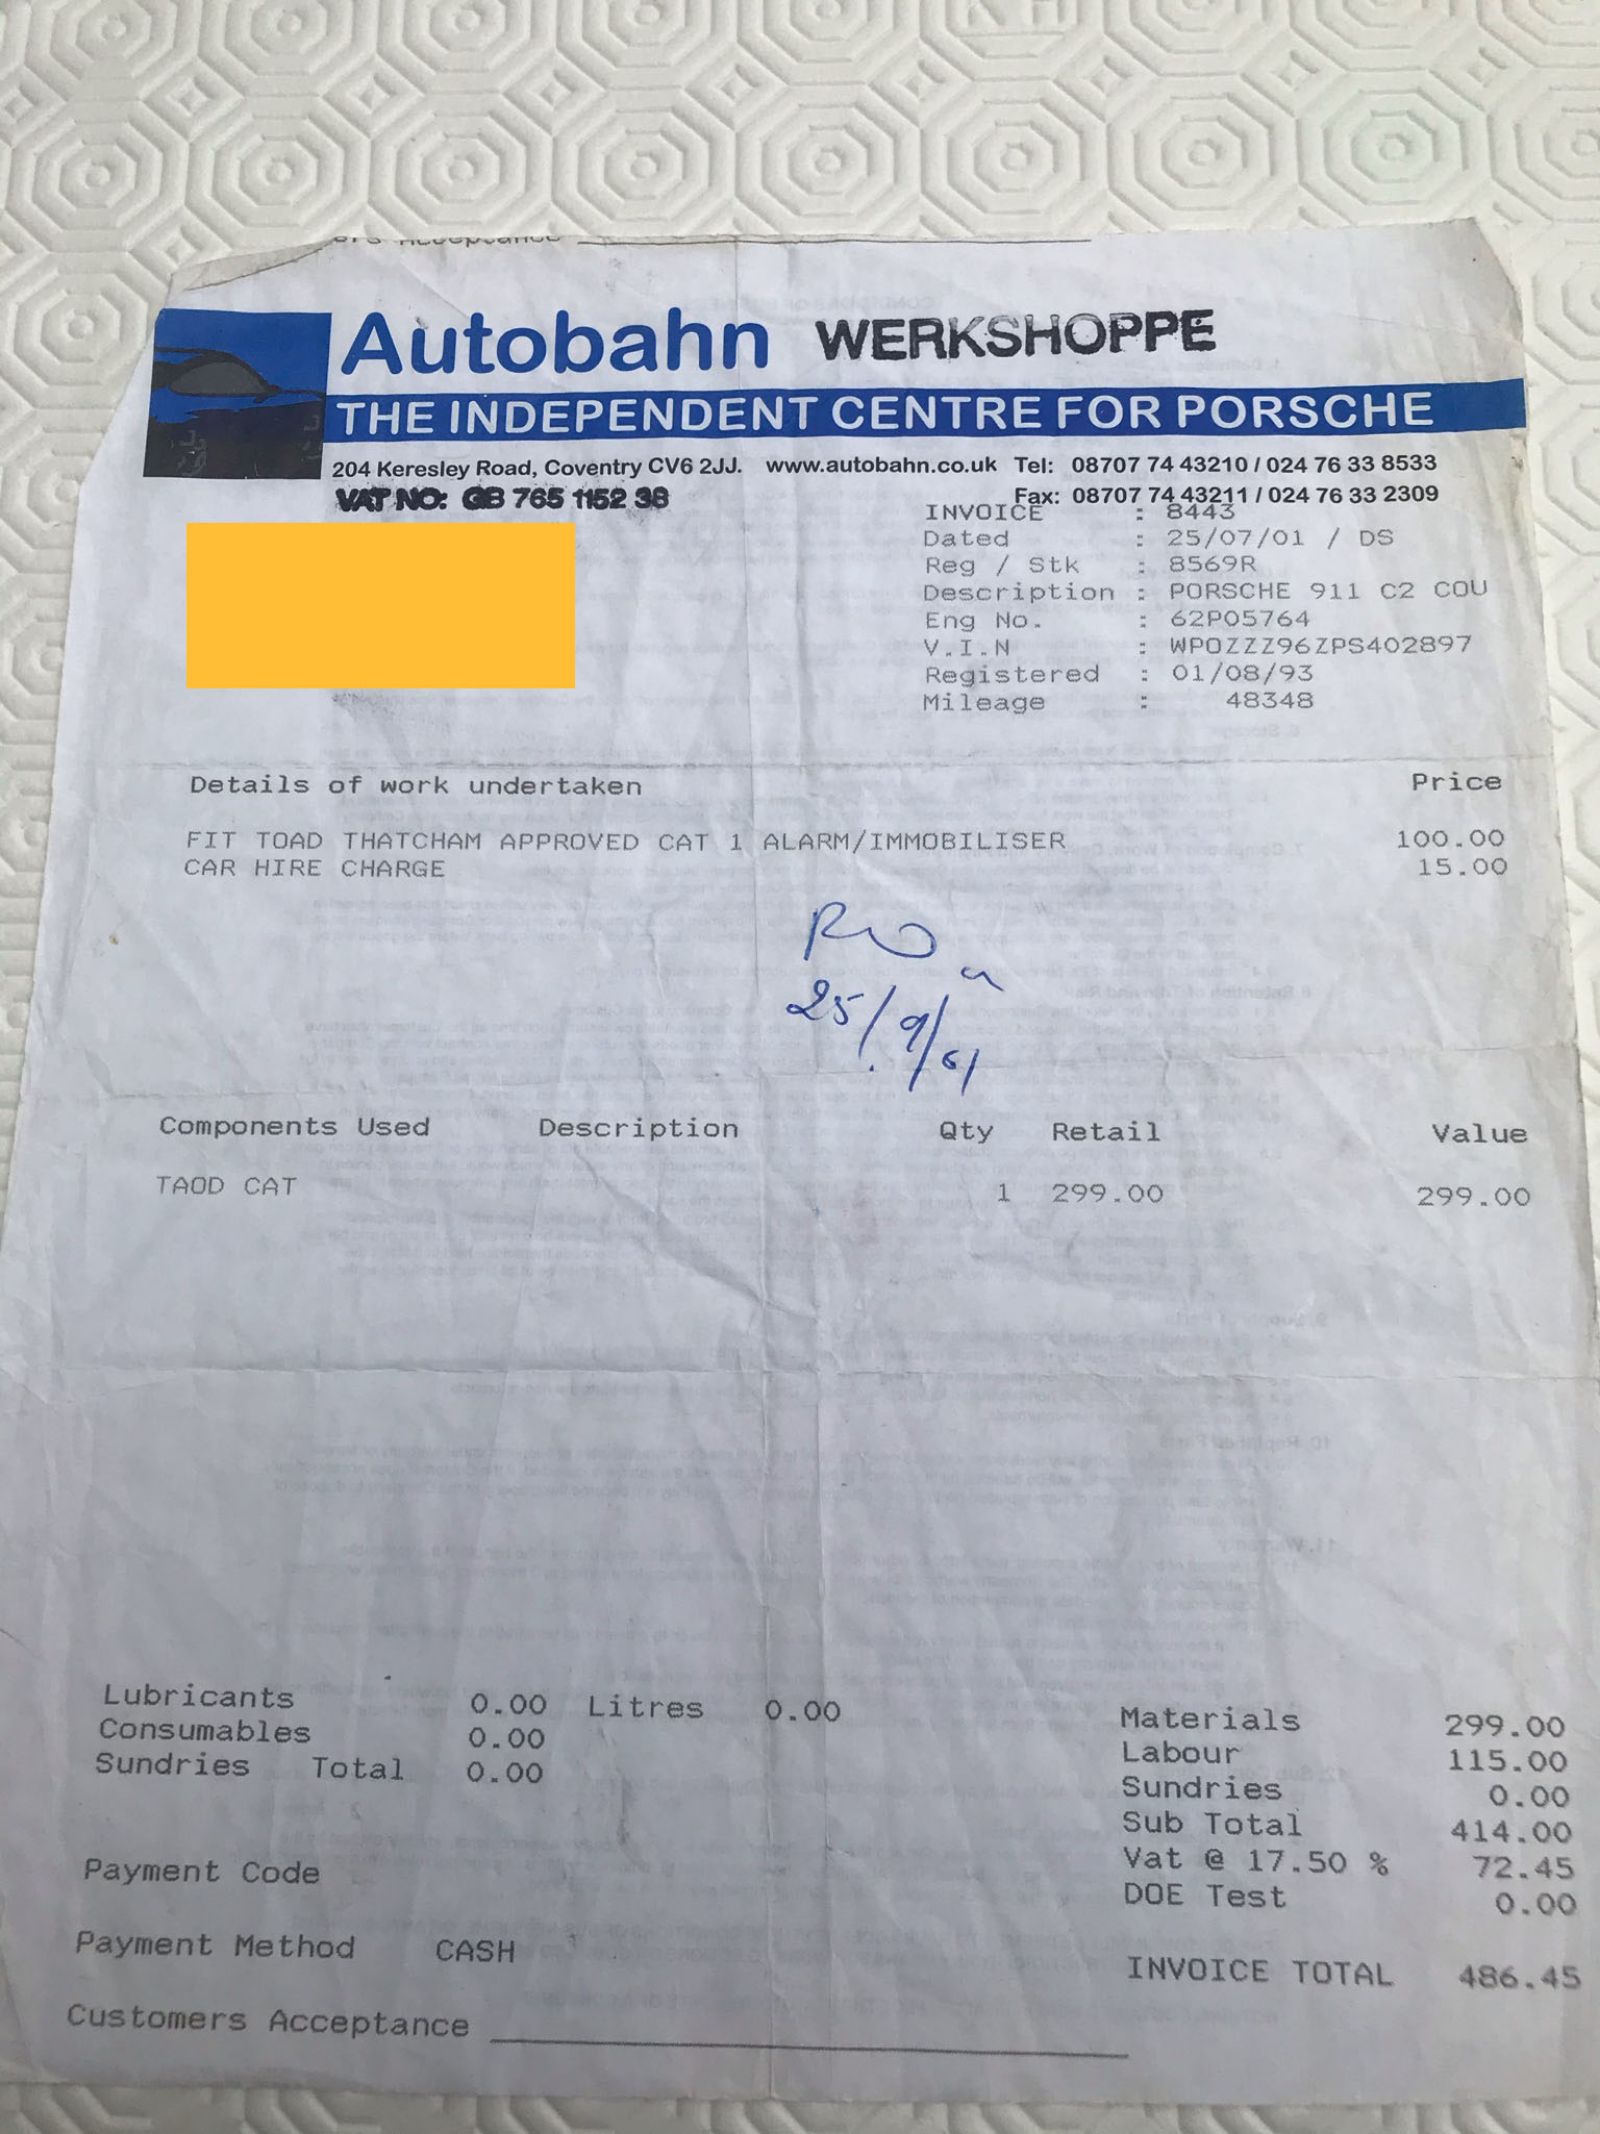 Acceptance
Autobahn WERKSHOPPE
THE INDEPENDENT CENTRE FOR PORSCHE
204 Keresley Road, Coventry CV6 2JJ. www.autobahn.co.uk Tel: 08707 74 43210 / 024 76 33 8533
VAT NO: GB 765 1152 38
Fax: 08707 74 43211 / 024 76 33 2309
INVOICE : 8443
Dated : 25/07/01 / DS
Reg / Stk : 8569R
Description : PORSCHE 911 C2 COU
Eng No. : 62P05764
V.I.N : WPOZZZ96ZPS402897
Registered : 01/08/93
Mileage : 48348
Details of work undertaken Price
FIT TOAD THATCHAM APPROVED CAT 1 ALARM/IMMOBILISER 100.00
CAR HIRE CHARGE 15.00
25/9/01
Components Used Description Qty Retail Value
TAOD CAT 1 299.00 299.00
Lubricants 0.00 Litres 0.00
Consumables 0.00
Sundries Total 0.00
Materials 299.00
Labour 115.00
Sundries 0.00
Sub Total 414.00
Vat @ 17.50 % 72.45
DOE Test 0.00
Payment Code
Payment Method CASH
INVOICE TOTAL 486.45
Customers Acceptance